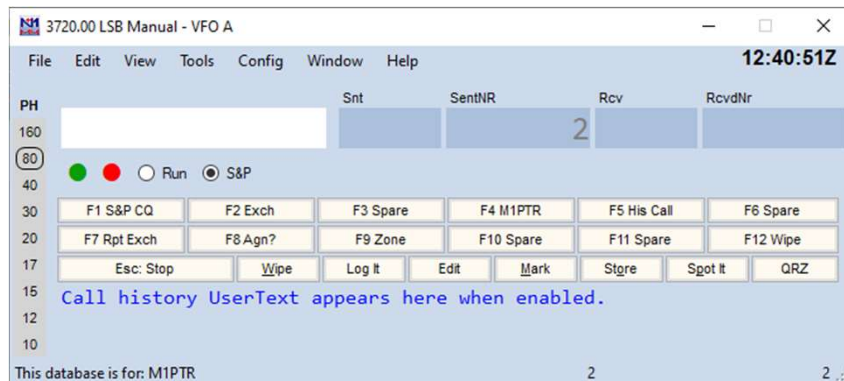 3720.00 LSB Manual - VFO A
File Edit View Tools Config Window Help 12:40:51Z
PH Snt SentNR Rcv RcvdNr
160 2
80 Run S&P
40
30 F1 S&P CQ F2 Exch F3 Spare F4 M1PTR F5 His Call F6 Spare
20 F7 Rpt Exch F8 Agn? F9 Zone F10 Spare F11 Spare F12 Wipe
17 Esc: Stop Wipe Log It Edit Mark Store Spot It QRZ
15 Call history UserText appears here when enabled.
12
10
This database is for: M1PTR 2 2